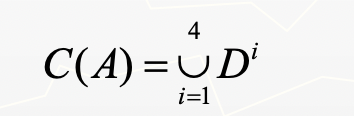 C(A) = ∪_{i=1}^{4} D^i